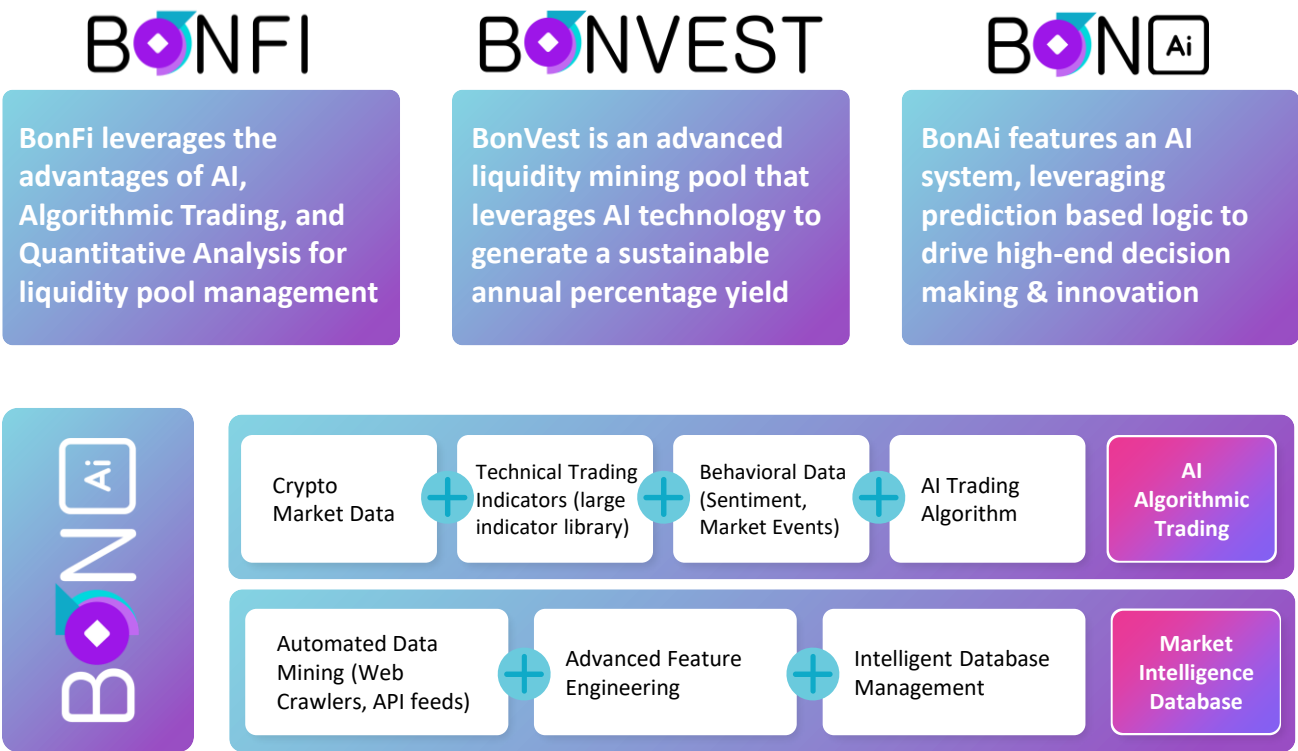 BONFI
BONVEST
BON Ai
BonFi leverages the
advantages of AI,
Algorithmic Trading, and
Quantitative Analysis for
liquidity pool management
BonVest is an advanced
liquidity mining pool that
leverages AI technology to
generate a sustainable
annual percentage yield
BonAi features an AI
system, leveraging
prediction based logic to
drive high-end decision
making & innovation
BON Ai
Crypto
Market Data
Technical Trading
Indicators (large
indicator library)
Behavioral Data
(Sentiment,
Market Events)
AI Trading
Algorithm
AI
Algorithmic
Trading
Automated Data
Mining (Web
Crawlers, API feeds)
Advanced Feature
Engineering
Intelligent Database
Management
Market
Intelligence
Database